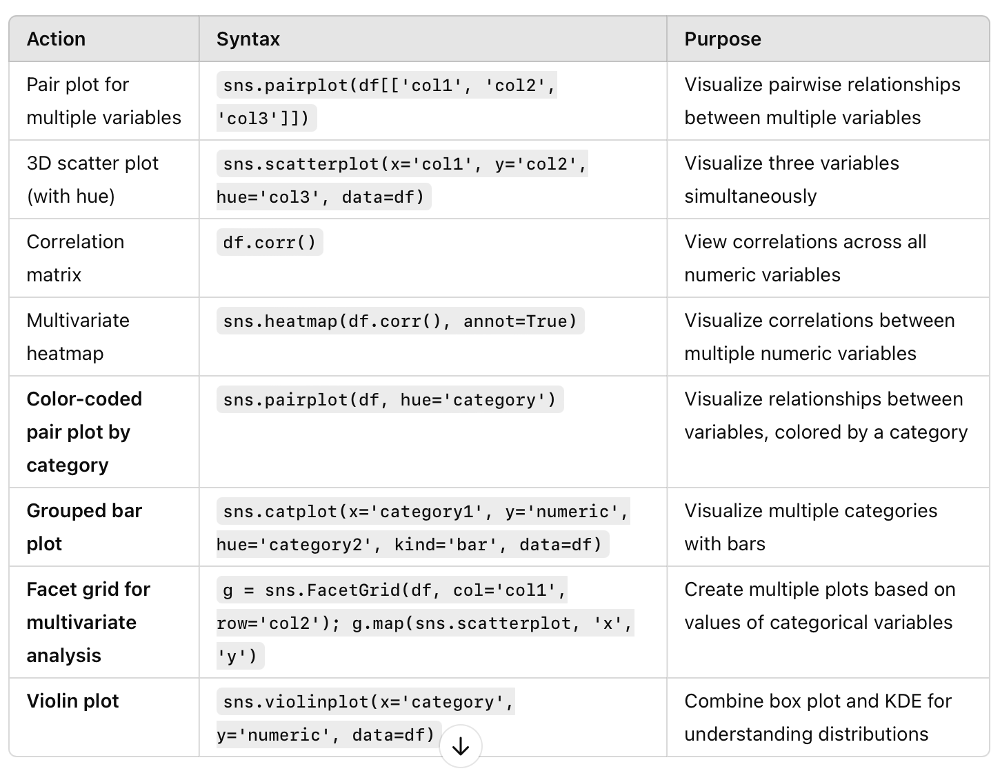 Action Syntax Purpose
Pair plot for sns.pairplot(df[['col1', 'col2', Visualize pairwise relationships
multiple variables 'col3']]) between multiple variables
3D scatter plot sns.scatterplot(x='col1', y='col2', Visualize three variables
(with hue) hue='col3', data=df) simultaneously
Correlation df.corr() View correlations across all
matrix numeric variables
Multivariate sns.heatmap(df.corr(), annot=True) Visualize correlations between
heatmap multiple numeric variables
Color-coded sns.pairplot(df, hue='category') Visualize relationships between
pair plot by variables, colored by a category
category
Grouped bar sns.catplot(x='category1', y='numeric', Visualize multiple categories
plot hue='category2', kind='bar', data=df) with bars
Facet grid for g = sns.FacetGrid(df, col='col1', Create multiple plots based on
multivariate row='col2'); g.map(sns.scatterplot, 'x', values of categorical variables
analysis 'y')
Violin plot sns.violinplot(x='category', Combine box plot and KDE for
y='numeric', data=df) understanding distributions